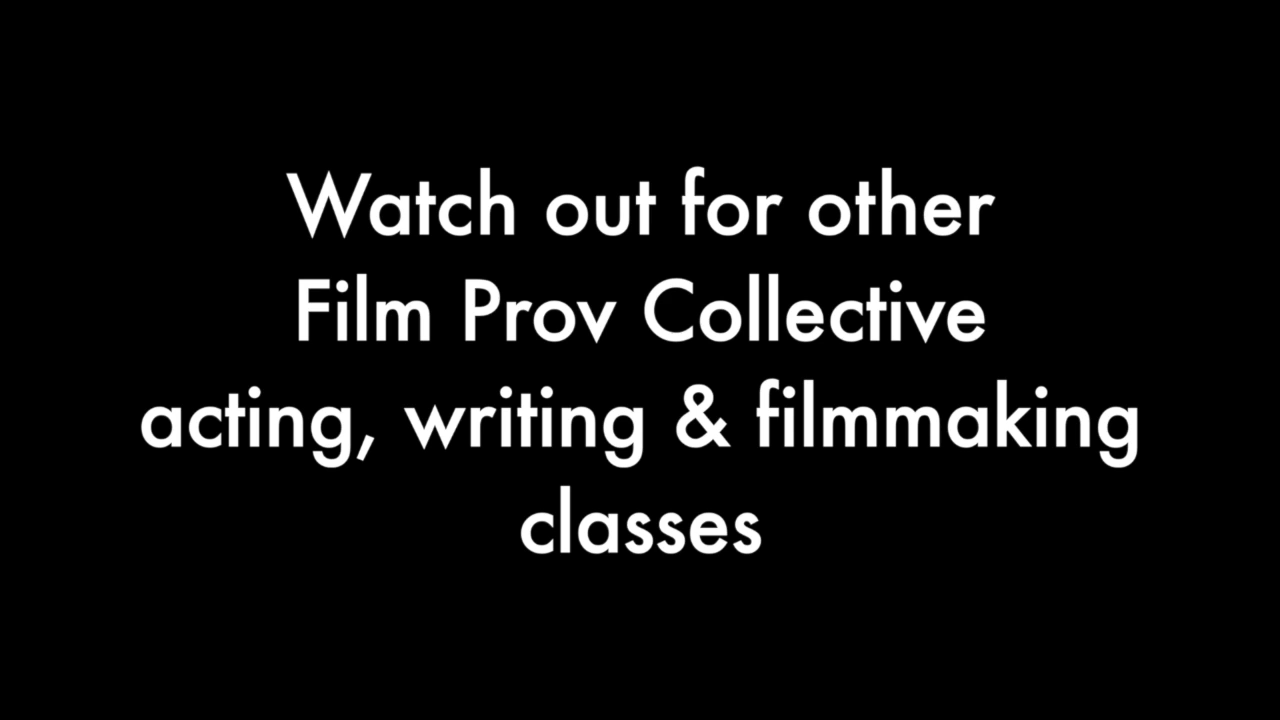 Watch out for other
Film Prov Collective
acting, writing & filmmaking
classes